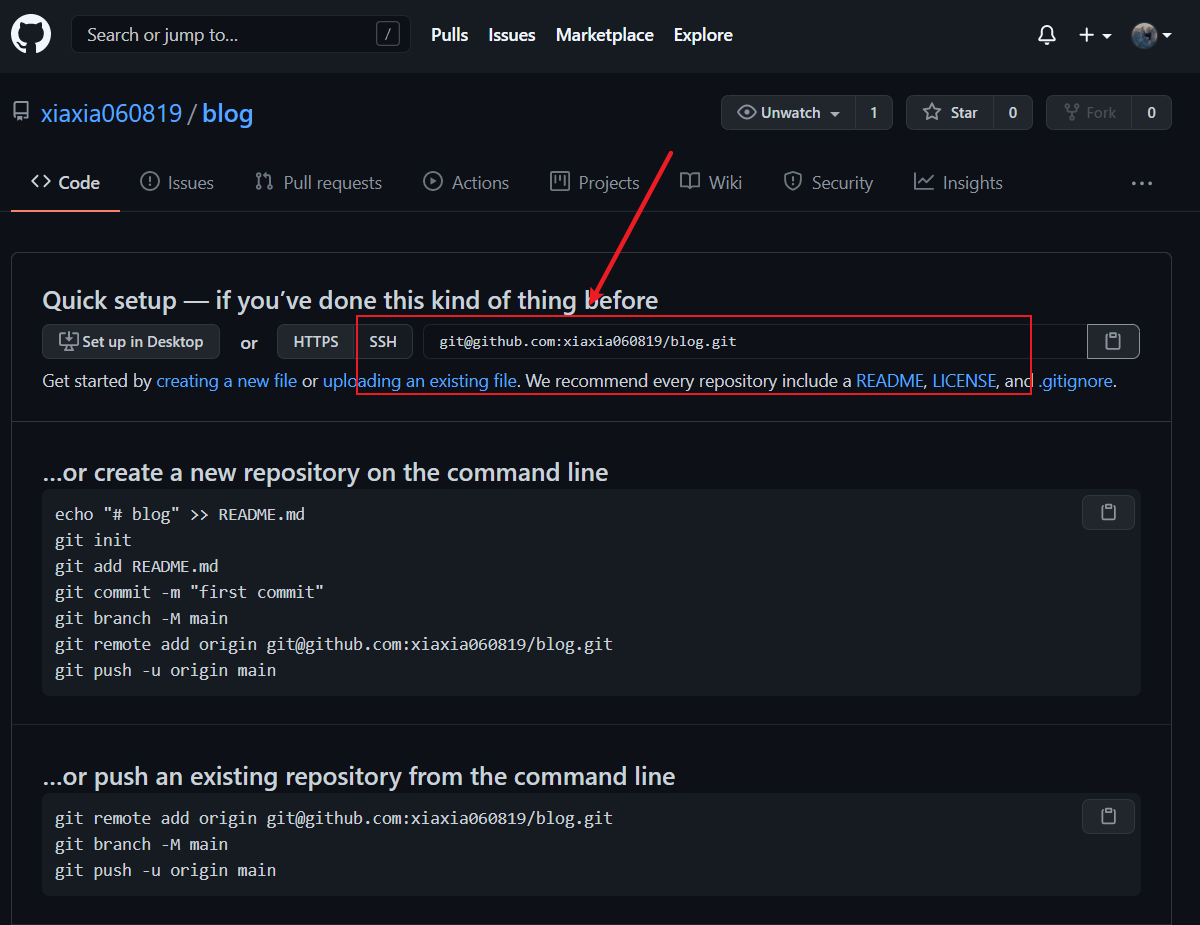 Search or jump to... / Pulls Issues Marketplace Explore
xiaxia060819 / blog Unwatch 1 Star 0 Fork 0
Code Issues Pull requests Actions Projects Wiki Security Insights ...
Quick setup — if you’ve done this kind of thing before
Set up in Desktop or HTTPS SSH git@github.com:xiaxia060819/blog.git
Get started by creating a new file or uploading an existing file. We recommend every repository include a README, LICENSE, and .gitignore.
…or create a new repository on the command line
echo "# blog" >> README.md
git init
git add README.md
git commit -m "first commit"
git branch -M main
git remote add origin git@github.com:xiaxia060819/blog.git
git push -u origin main
…or push an existing repository from the command line
git remote add origin git@github.com:xiaxia060819/blog.git
git branch -M main
git push -u origin main